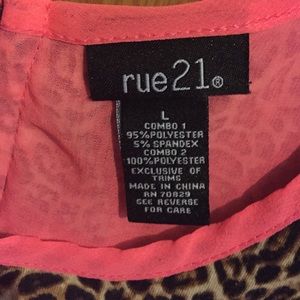 rue21®
L
COMBO 1
95%POLYESTER
5% SPANDEX
COMBO 2
100%POLYESTER
EXCLUSIVE OF
TRIMS
MADE IN CHINA
RN 70829
SEE REVERSE
FOR CARE